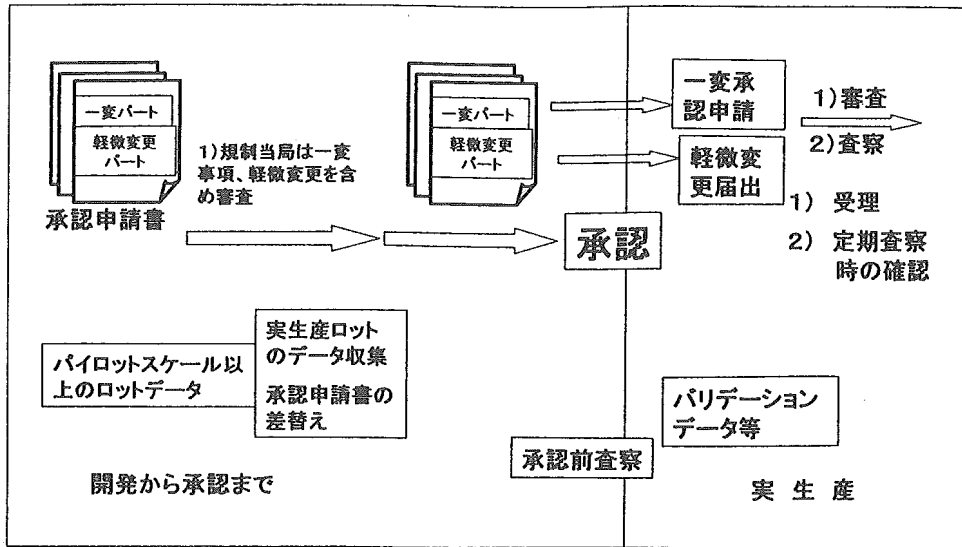 一変パート
軽微変更
パート
承認申請書
1)規制当局は一変
事項、軽微変更を含
め審査
一変パート
軽微変更
パート
一変承
認申請
軽微変
更届出
1)審査
2)査察
1) 受理
2) 定期査察
時の確認
承認
パイロットスケール以
上のロットデータ
実生産ロット
のデータ収集
承認申請書の
差替え
バリデーション
データ等
承認前査察
開発から承認まで
実 生 産